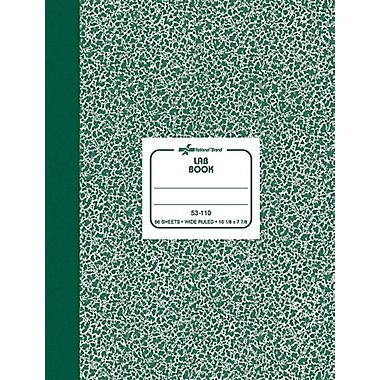 National® Brand
LAB
BOOK
53-110
96 SHEETS • WIDE RULED • 10 1/8 x 7 7/8